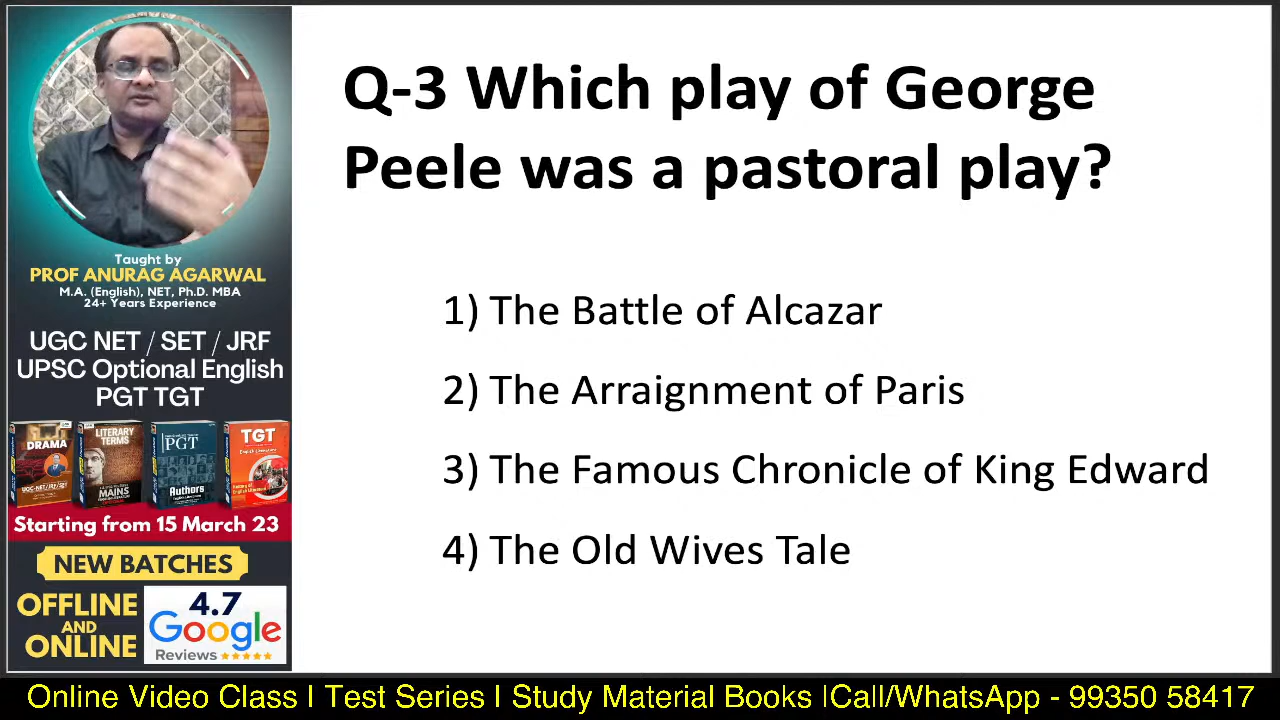 Q-3 Which play of George
Peele was a pastoral play?
1) The Battle of Alcazar
2) The Arraignment of Paris
3) The Famous Chronicle of King Edward
4) The Old Wives Tale
Taught by
PROF ANURAG AGARWAL
M.A. (English), NET, Ph.D. MBA
24+ Years Experience
UGC NET / SET / JRF
UPSC Optional English
PGT TGT
DRAMA
LITERARY
TERMS
MAINS
PGT
Authors
TGT
Starting from 15 March 23
NEW BATCHES
OFFLINE
AND
ONLINE
4.7
Google
Reviews
Online Video Class I Test Series I Study Material Books |Call/WhatsApp - 99350 58417